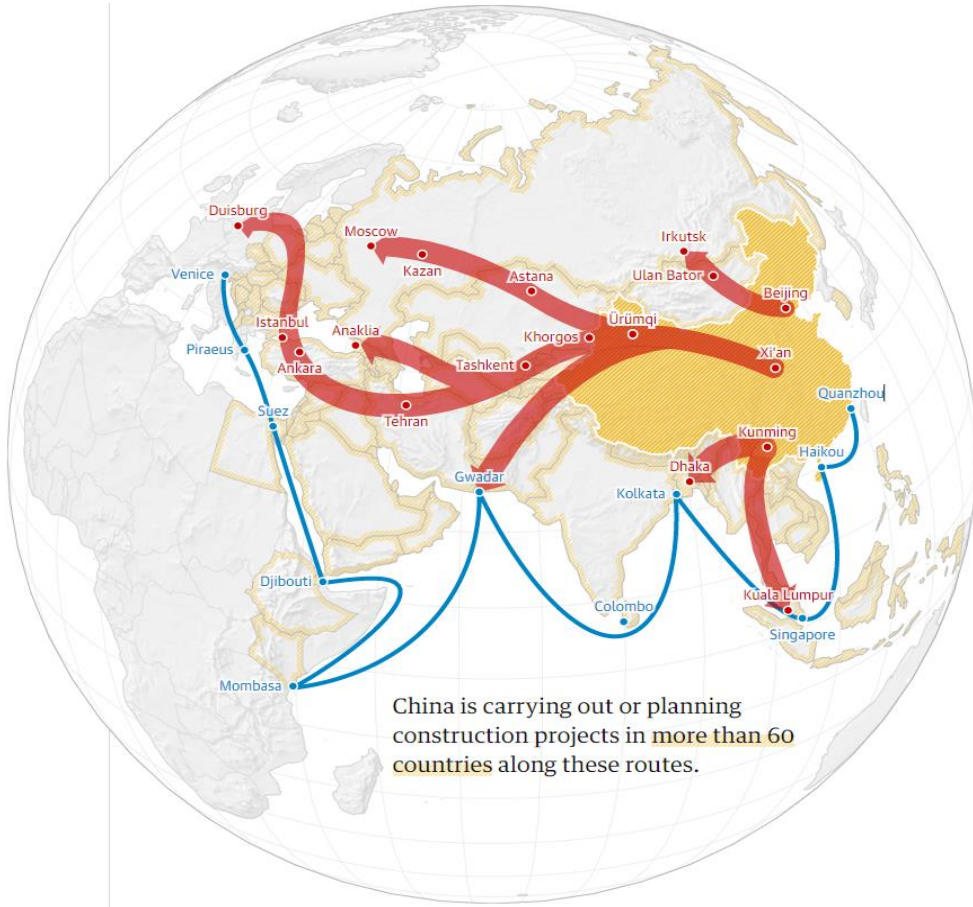 Duisburg
Moscow
Irkutsk
Kazan
Venice
Astana
Ulan Bator
Beijing
Istanbul
Anaklia
Khorgos
Ürümqi
Piraeus
Ankara
Tashkent
Xi'an
Quanzhou
Suez
Tehran
Kunming
Haikou
Gwadar
Dhaka
Kolkata
Djibouti
Colombo
Kuala Lumpur
Singapore
Mombasa
China is carrying out or planning
construction projects in more than 60
countries along these routes.